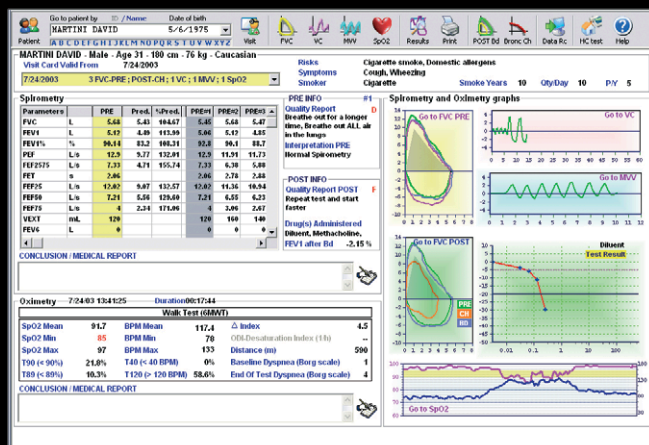 Go to patient by ID / Name Date of birth
MARTINI DAVID 5/6/1975
A B C D E F G H I J K L M N O P Q R S T U V W X Y Z
Patient Visit FVC VC MVV SpO2 Results Print POST Bd Bronc Ch Data Rc HC test Help
MARTINI DAVID - Male - Age 31 - 180 cm - 76 kg - Caucasian
Visit Card Valid From 7/24/2003
7/24/2003 3 FVC-PRE ; POST-CH ; 1 VC ; 1 MVV ; 1 SpO2
Risks Cigarette smoke, Domestic allergens
Symptoms Cough, Wheezing
Smoker Cigarette Smoke Years 10 Qty/Day 10 P/Y 5
Spirometry
Parameters PRE Pred. %Pred. PRE#1 PRE#2 PRE#3
FVC L 5.68 5.43 104.67 5.45 5.68 5.47
FEV1 L 5.12 4.49 113.99 5.06 5.12 4.85
FEV1% % 90.14 83.2 108.31 92.8 90.1 88.7
PEF L/s 12.9 9.77 132.01 12.9 11.91 11.73
FEF2575 L/s 7.33 4.71 155.74 7.33 6.38 5.88
FET s 2.06 2.06 2.78 2.88
FEF25 L/s 12.02 9.07 132.57 12.02 11.36 10.94
FEF50 L/s 7.21 5.56 129.60 7.21 6.55 6.23
FEF75 L/s 4 2.34 171.06 4 3.06 2.67
VEXT mL 120 120 160 140
FEV6 L 0 0 0 0
PRE INFO #1
Quality Report D
Breathe out for a longer
time, Breathe out ALL air
in the lungs
Interpretation PRE
Normal Spirometry
POST INFO
Quality Report POST F
Repeat test and start
faster
Drug(s) Administered
Diluent, Methacholine,
FEV1 after Bd -2.15 %
CONCLUSION / MEDICAL REPORT
Oximetry 7/24/03 13:41:25 Duration 00:17:44
Walk Test (6MWT)
SpO2 Mean 91.7 BPM Mean 117.4 Δ Index 4.5
SpO2 Min 85 BPM Min 78 ODI-Desaturation Index (1h) --
SpO2 Max 97 BPM Max 133 Distance (m) 590
T90 (< 90%) 21.8% T40 (< 40 BPM) 0% Baseline Dyspnea (Borg scale) 1
T89 (< 89%) 10.3% T120 (> 120 BPM) 58.6% End Of Test Dyspnea (Borg scale) 4
CONCLUSION / MEDICAL REPORT
Spirometry and Oximetry graphs
Go to FVC PRE
Go to VC
Go to MVV
Go to FVC POST
PRE
CH
BD
Diluent
Test Result
Go to SpO2